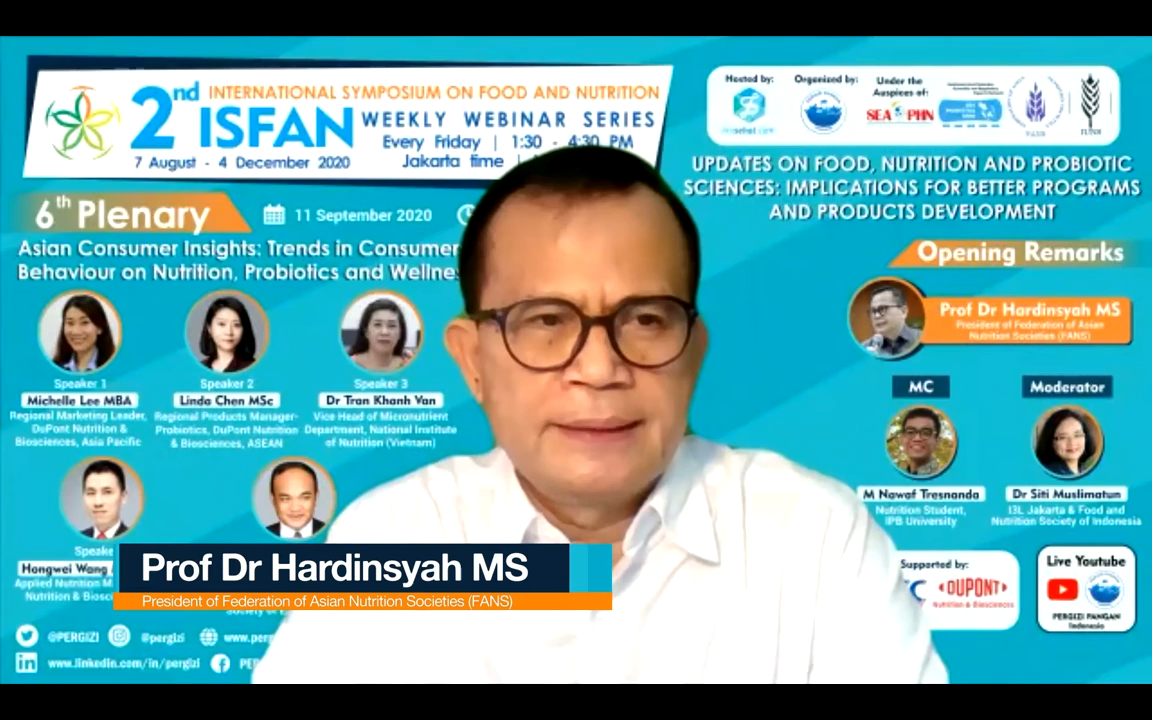 2nd ISFAN
INTERNATIONAL SYMPOSIUM ON FOOD AND NUTRITION
WEEKLY WEBINAR SERIES
Every Friday | 1:30 - 4:30 PM
7 August - 4 December 2020
Jakarta time |
Hosted by:
Organized by:
Under the
Auspices of:
SEA PHN
UPDATES ON FOOD, NUTRITION AND PROBIOTIC
SCIENCES: IMPLICATIONS FOR BETTER PROGRAMS
AND PRODUCTS DEVELOPMENT
6th Plenary
11 September 2020
Asian Consumer Insights: Trends in Consumer
Behaviour on Nutrition, Probiotics and Wellne
Speaker 1
Michelle Lee MBA
Regional Marketing Leader,
DuPont Nutrition &
Biosciences, Asia Pacific
Speaker 2
Linda Chen MSc
Regional Products Manager-
Probiotics, DuPont Nutrition
& Biosciences, ASEAN
Speaker 3
Dr Tran Khanh Van
Vice Head of Micronutrient
Department, National Institute
of Nutrition (Vietnam)
Opening Remarks
Prof Dr Hardinsyah MS
President of Federation of Asian
Nutrition Societies (FANS)
MC
M Nawaf Tresnanda
Nutrition Student,
IPB University
Moderator
Dr Siti Muslimatun
I3L Jakarta & Food and
Nutrition Society of Indonesia
Speake
Hongwei Wang
Applied Nutrition M
Nutrition & Biosci
Prof Dr Hardinsyah MS
President of Federation of Asian Nutrition Societies (FANS)
Supported by:
DUPONT
Nutrition & Biosciences
Live Youtube
PERGIZI PANGAN
Indonesia
@PERGIZI
@pergizi
www.perg
www.linkedin.com/in/pergizi
PE